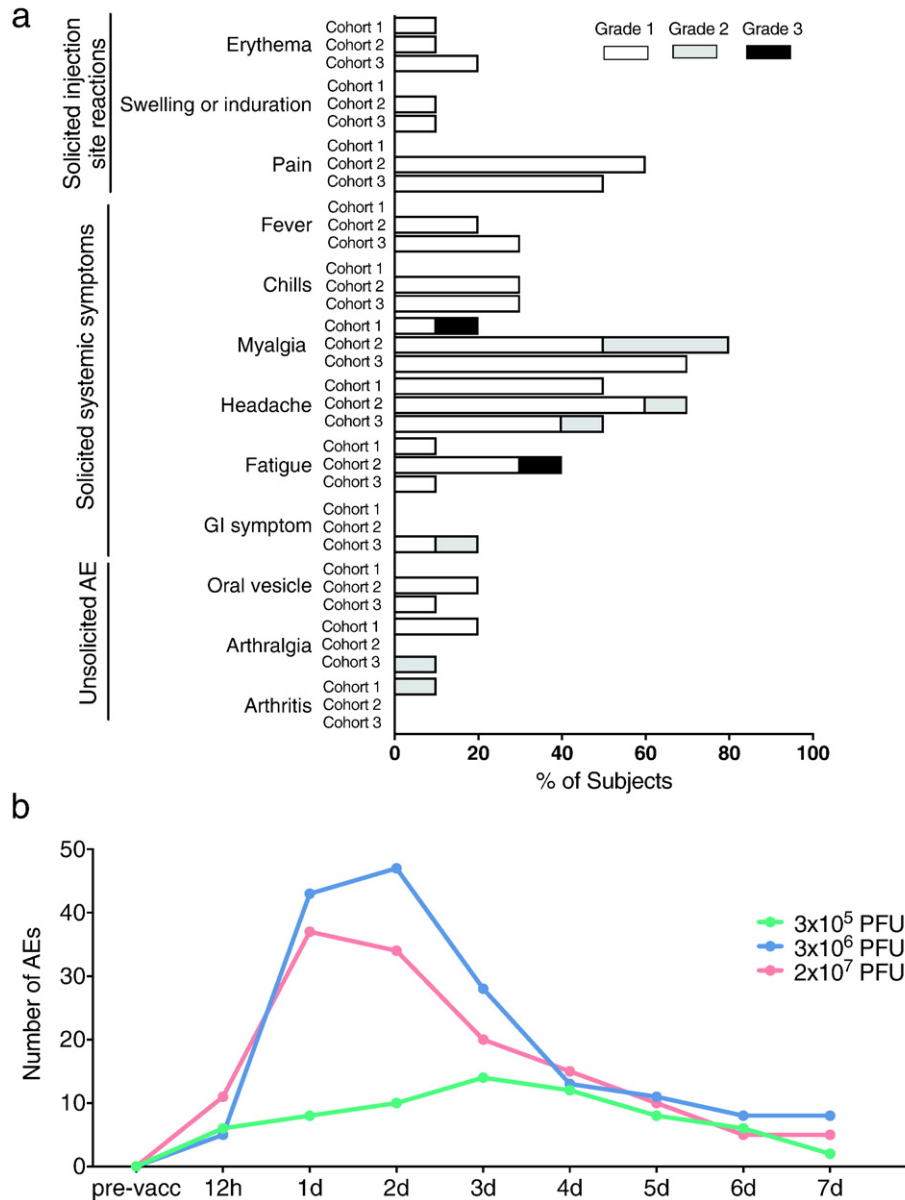 a
Grade 1 Grade 2 Grade 3
Solicited injection
site reactions
Erythema
Cohort 1
Cohort 2
Cohort 3
Swelling or induration
Cohort 1
Cohort 2
Cohort 3
Pain
Cohort 1
Cohort 2
Cohort 3
Solicited systemic symptoms
Fever
Cohort 1
Cohort 2
Cohort 3
Chills
Cohort 1
Cohort 2
Cohort 3
Myalgia
Cohort 1
Cohort 2
Cohort 3
Headache
Cohort 1
Cohort 2
Cohort 3
Fatigue
Cohort 1
Cohort 2
Cohort 3
GI symptom
Cohort 1
Cohort 2
Cohort 3
Unsolicited AE
Oral vesicle
Cohort 1
Cohort 2
Cohort 3
Arthralgia
Cohort 1
Cohort 2
Cohort 3
Arthritis
Cohort 1
Cohort 2
Cohort 3
0 20 40 60 80 100
% of Subjects
b
Number of AEs
50
40
30
20
10
0
3x10⁵ PFU
3x10⁶ PFU
2x10⁷ PFU
pre-vacc 12h 1d 2d 3d 4d 5d 6d 7d